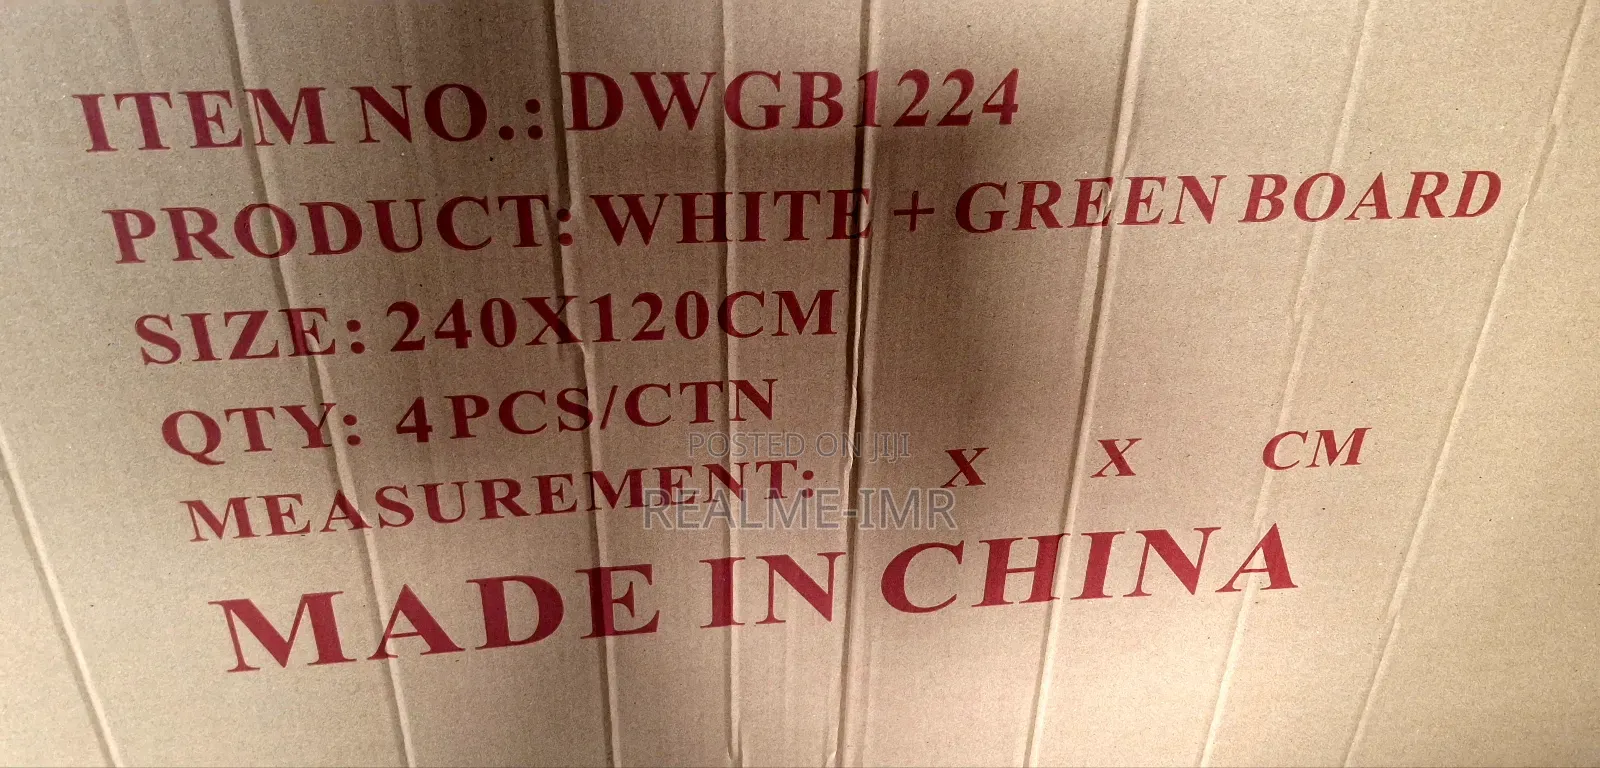 ITEM NO.: DWGB1224
PRODUCT: WHITE + GREEN BOARD
SIZE: 240X120CM
QTY: 4PCS/CTN
POSTED ON JIJI
MEASUREMENT: X X CM
REALME-IMR
MADE IN CHINA